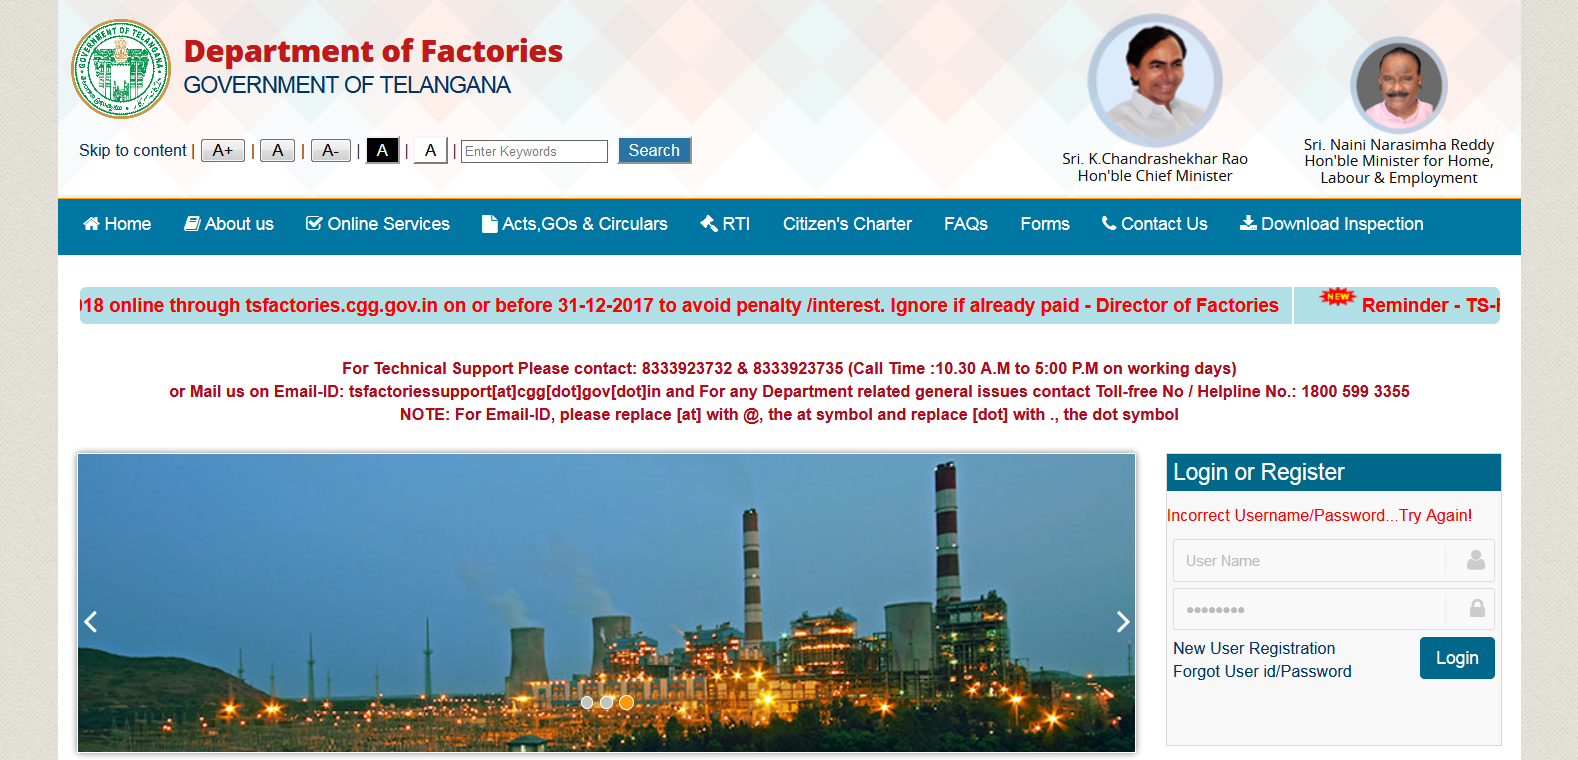 Department of Factories
GOVERNMENT OF TELANGANA
Skip to content | A+ | A | A- | A | A | Enter Keywords Search
Sri. K.Chandrashekhar Rao
Hon'ble Chief Minister
Sri. Naini Narasimha Reddy
Hon'ble Minister for Home,
Labour & Employment
Home About us Online Services Acts,GOs & Circulars RTI Citizen's Charter FAQs Forms Contact Us Download Inspection
18 online through tsfactories.cgg.gov.in on or before 31-12-2017 to avoid penalty /interest. Ignore if already paid - Director of Factories NEW Reminder - TS-
For Technical Support Please contact: 8333923732 & 8333923735 (Call Time :10.30 A.M to 5:00 P.M on working days)
or Mail us on Email-ID: tsfactoriessupport[at]cgg[dot]gov[dot]in and For any Department related general issues contact Toll-free No / Helpline No.: 1800 599 3355
NOTE: For Email-ID, please replace [at] with @, the at symbol and replace [dot] with ., the dot symbol
Login or Register
Incorrect Username/Password...Try Again!
User Name
New User Registration
Forgot User id/Password
Login